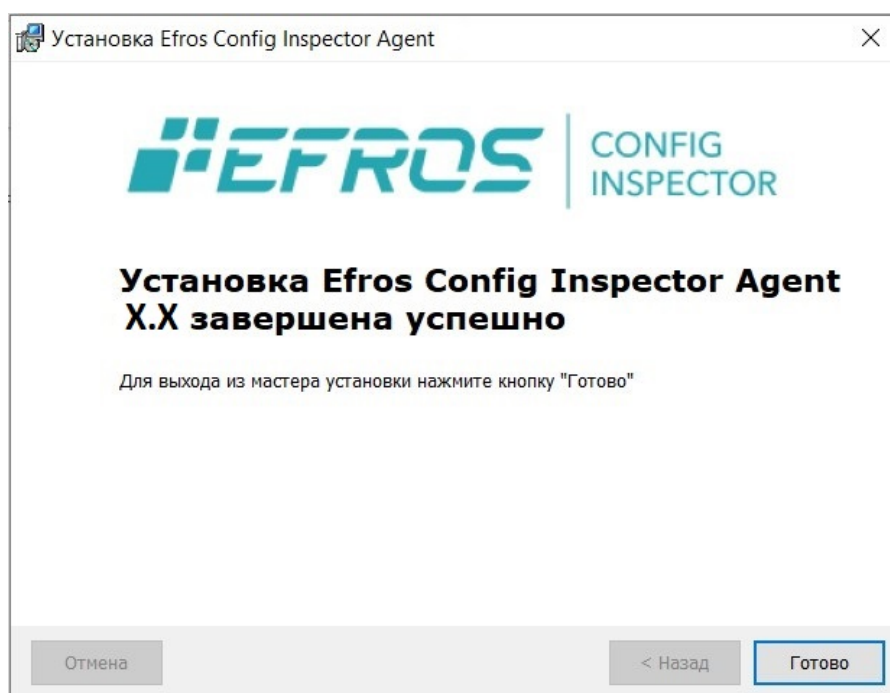 Установка Efros Config Inspector Agent
EFROS
CONFIG
INSPECTOR
Установка Efros Config Inspector Agent
X.X завершена успешно
Для выхода из мастера установки нажмите кнопку "Готово"
Отмена
< Назад
Готово